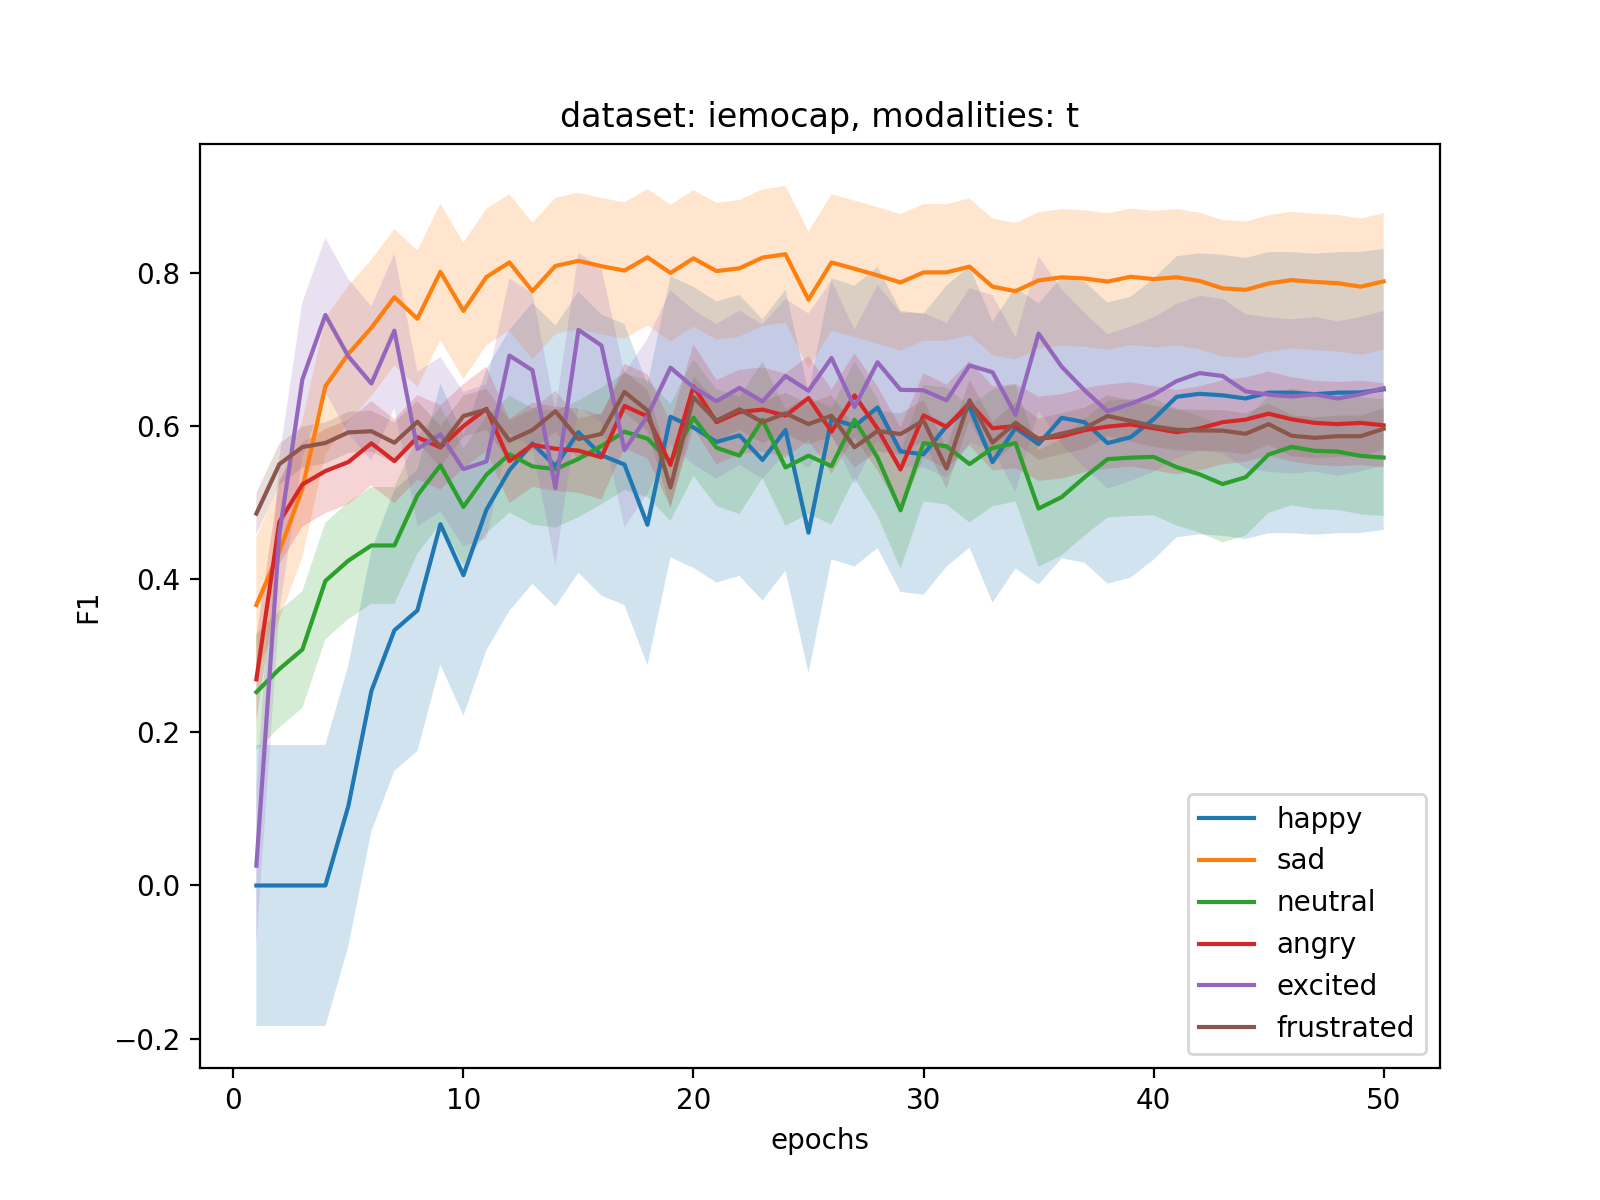 dataset: iemocap, modalities: t
F1
0.8
0.6
0.4
0.2
0.0
−0.2
0 10 20 30 40 50
epochs
happy
sad
neutral
angry
excited
frustrated